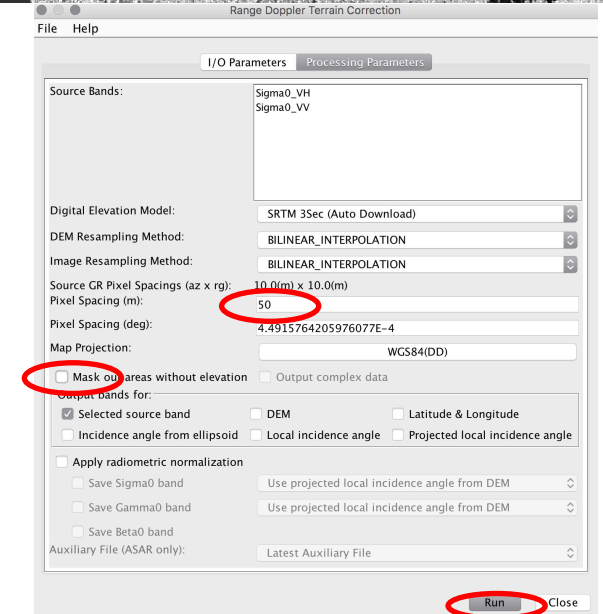 Range Doppler Terrain Correction
File Help
I/O Parameters Processing Parameters
Source Bands: Sigma0_VH
Sigma0_VV
Digital Elevation Model: SRTM 3Sec (Auto Download)
DEM Resampling Method: BILINEAR_INTERPOLATION
Image Resampling Method: BILINEAR_INTERPOLATION
Source GR Pixel Spacings (az x rg): 10.0(m) x 10.0(m)
Pixel Spacing (m): 50
Pixel Spacing (deg): 4.4915764205976077E-4
Map Projection: WGS84(DD)
Mask out areas without elevation Output complex data
Output bands for:
Selected source band DEM Latitude & Longitude
Incidence angle from ellipsoid Local incidence angle Projected local incidence angle
Apply radiometric normalization
Save Sigma0 band Use projected local incidence angle from DEM
Save Gamma0 band Use projected local incidence angle from DEM
Save Beta0 band
Auxiliary File (ASAR only): Latest Auxiliary File
Run Close